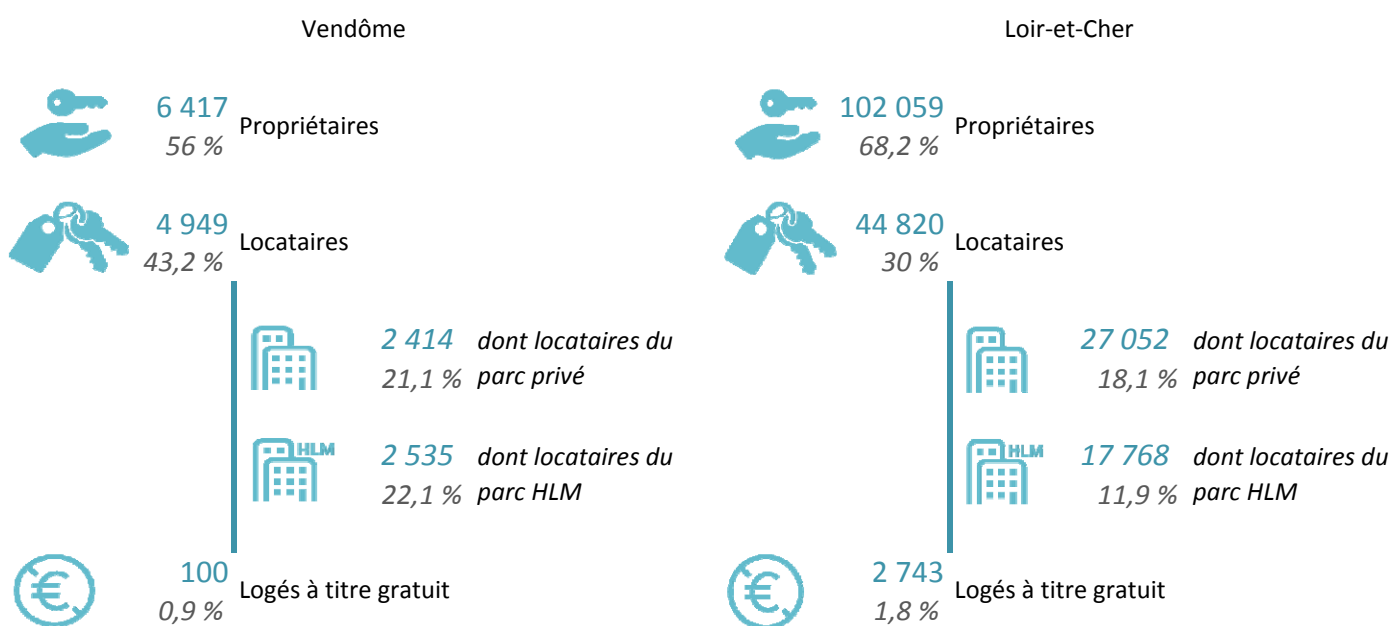 Vendôme
6 417
56 %
Propriétaires
4 949
43,2 %
Locataires
2 414
21,1 %
dont locataires du
parc privé
HLM
2 535
22,1 %
dont locataires du
parc HLM
100
0,9 %
Logés à titre gratuit
€
Loir-et-Cher
102 059
68,2 %
Propriétaires
44 820
30 %
Locataires
27 052
18,1 %
dont locataires du
parc privé
HLM
17 768
11,9 %
dont locataires du
parc HLM
2 743
1,8 %
Logés à titre gratuit
€